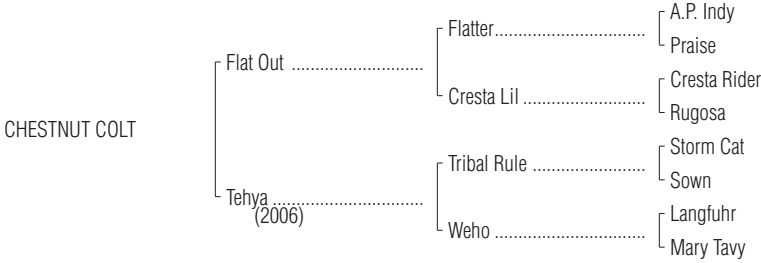 A.P. Indy
Flatter................................
Praise
Flat Out ............................
Cresta Rider
Cresta Lil ..........................
Rugosa
CHESTNUT COLT
Storm Cat
Tribal Rule ........................
Sown
Tehya ................................
(2006)
Langfuhr
Weho ................................
Mary Tavy